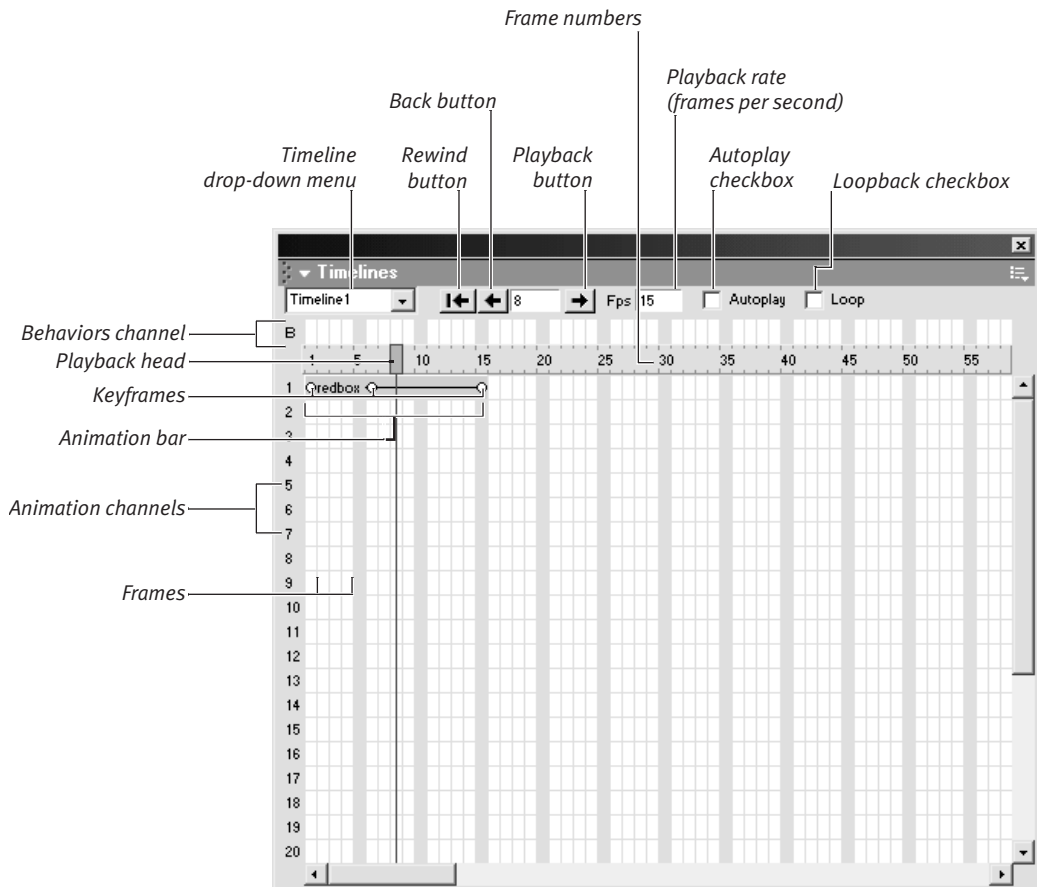 Frame numbers
Playback rate
(frames per second)
Back button
Timeline
drop-down menu
Rewind
button
Playback
button
Autoplay
checkbox
Loopback checkbox
Timelines
Timeline1
8
Fps 15
Autoplay
Loop
Behaviors channel
B
Playback head
1 5 10 15 20 25 30 35 40 45 50 55
Keyframes
1 redbox
2
Animation bar
3
4
Animation channels
5
6
7
8
Frames
9
10
11
12
13
14
15
16
17
18
19
20